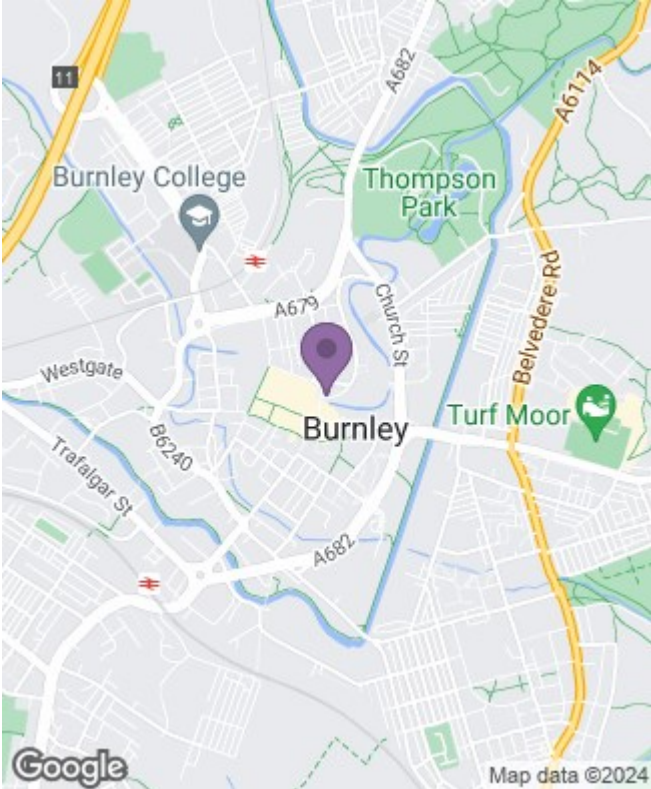 11
A682
A6114
Burnley College
Thompson
Park
A679
Church St
Belvedere Rd
Westgate
Burnley
Turf Moor
B6240
Trafalgar St
A682
Google
Map data ©2024